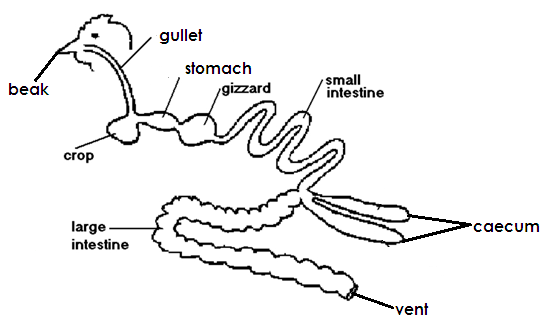 gullet
beak
stomach
gizzard
small
intestine
crop
large
intestine
caecum
vent